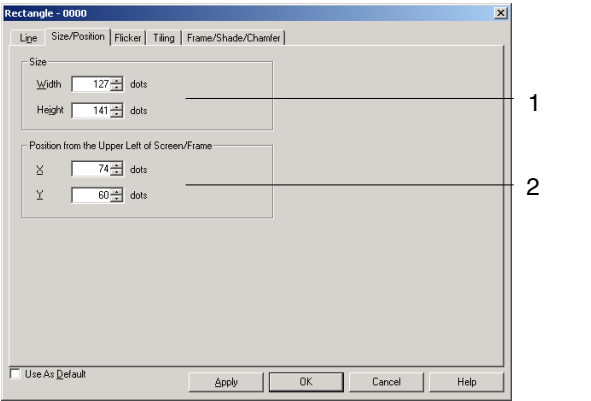 Rectangle - 0000
Line Size/Position Flicker Tiling Frame/Shade/Chamfer
Size
Width 127 dots
Height 141 dots
1
Position from the Upper Left of Screen/Frame
X 74 dots
Y 60 dots
2
Use As Default
Apply OK Cancel Help